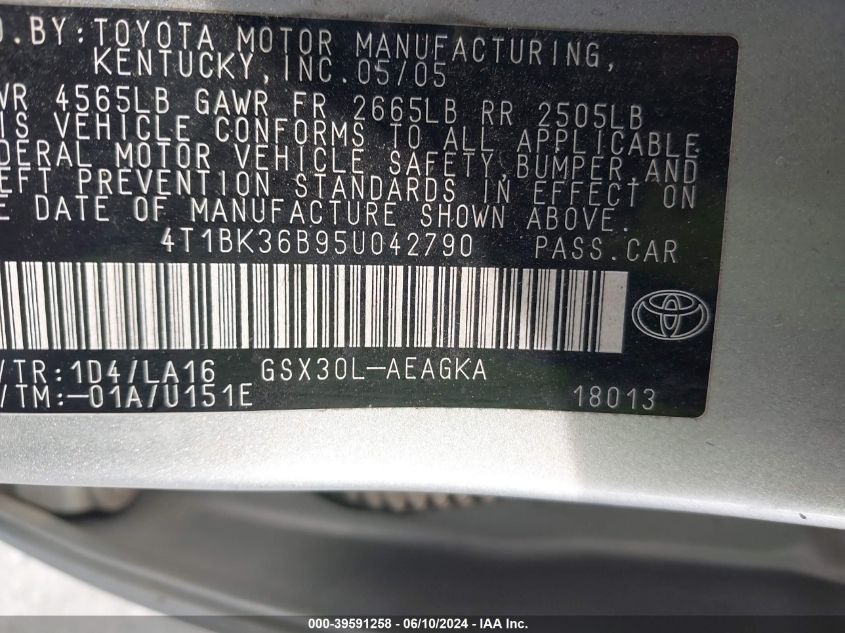 D.BY:TOYOTA MOTOR MANUFACTURING,
KENTUCKY, INC. 05/05
WR 4565LB GAWR FR 2665LB RR 2505LB
IS VEHICLE CONFORMS TO ALL APPLICABLE
DERAL MOTOR VEHICLE SAFETY,BUMPER,AND
EFT PREVENTION STANDARDS IN EFFECT ON
E DATE OF MANUFACTURE SHOWN ABOVE.
4T1BK36B95U042790 PASS.CAR
/TR:1D4/LA16 GSX30L-AEAGKA
/TM:-01A/U151E 18013
000-39591258 - 06/10/2024 - IAA Inc.